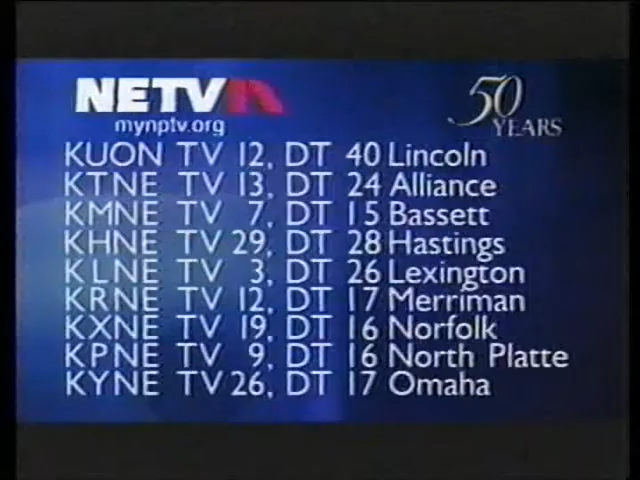 NETV
50
YEARS
mynptv.org
KUON TV 12, DT 40 Lincoln
KTNE TV 13, DT 24 Alliance
KMNE TV 7, DT 15 Bassett
KHNE TV 29, DT 28 Hastings
KLNE TV 3, DT 26 Lexington
KRNE TV 12, DT 17 Merriman
KXNE TV 19, DT 16 Norfolk
KPNE TV 9, DT 16 North Platte
KYNE TV 26, DT 17 Omaha